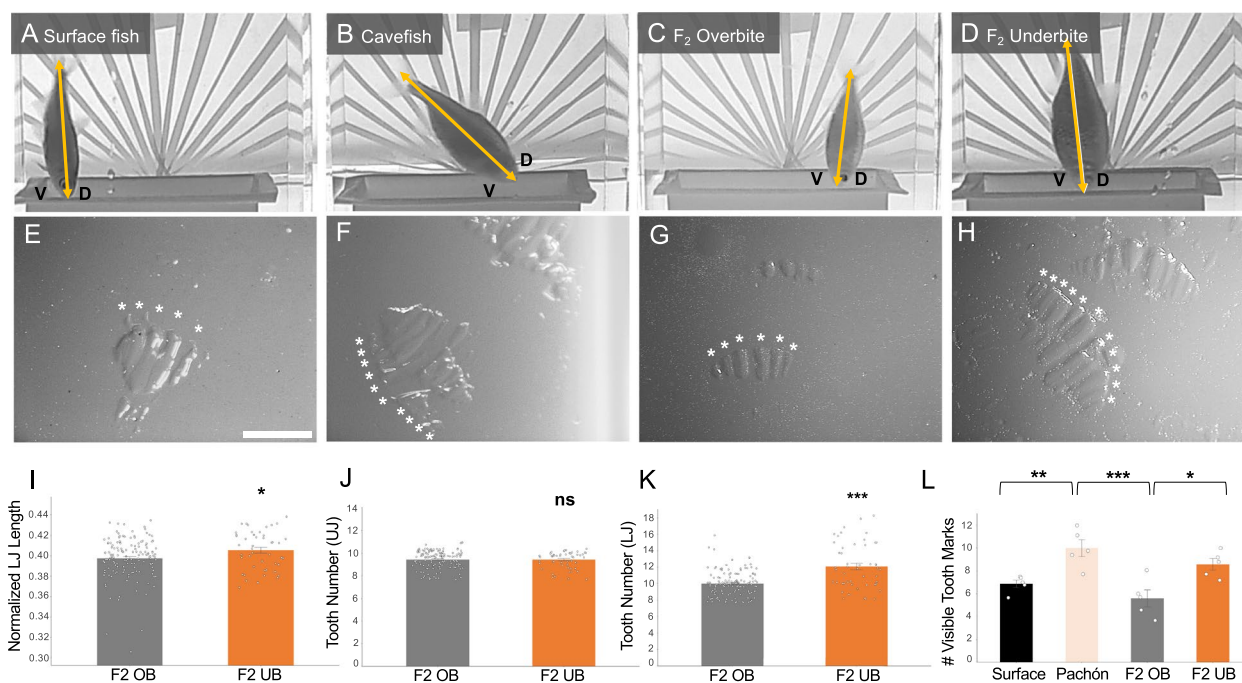 A Surface fish
B Cavefish
C F₂ Overbite
D F₂ Underbite
V D
V D
V D
V D
E
F
G
H
* * * * *
* * * * * * * * * *
* * * * * *
* * * * * * * * * *
I
Normalized LJ Length
0.44
0.42
0.40
0.38
0.36
0.34
0.32
0.30
*
F2 OB F2 UB
J
Tooth Number (UJ)
14
12
10
8
6
4
2
0
ns
F2 OB F2 UB
K
Tooth Number (LJ)
18
16
14
12
10
8
6
4
2
0
***
F2 OB F2 UB
L
** *** *
# Visible Tooth Marks
12
10
8
6
4
2
0
Surface Pachón F2 OB F2 UB